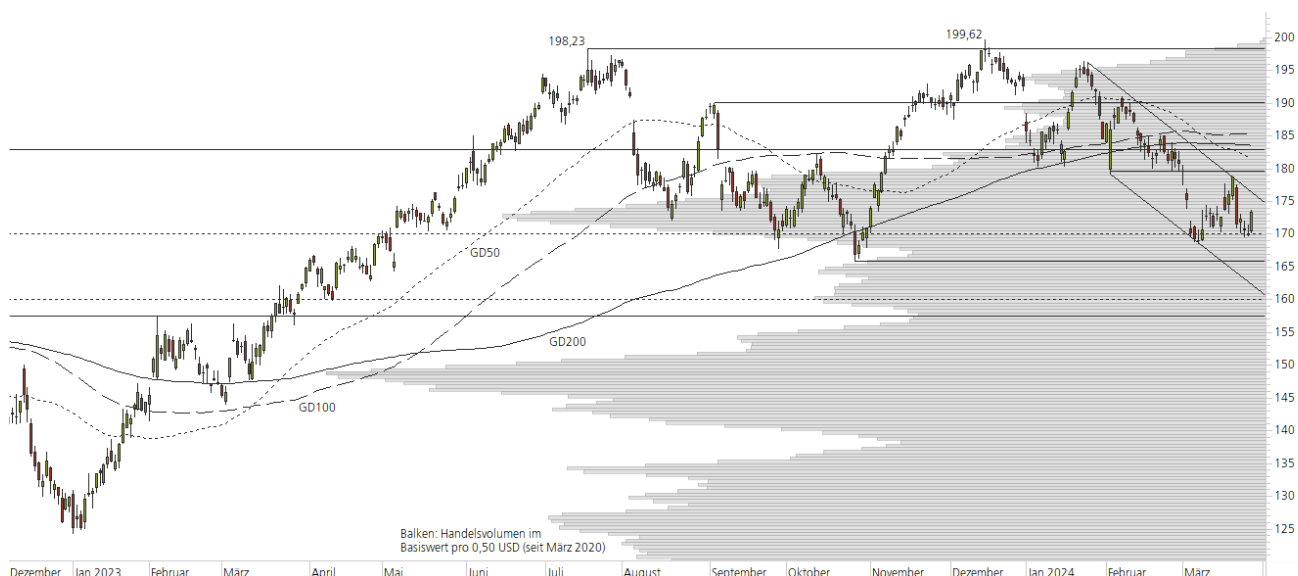 198,23
199,62
GD50
GD200
GD100
Balken: Handelsvolumen im
Basiswert pro 0,50 USD (seit März 2020)
200
195
190
185
180
175
170
165
160
155
150
145
140
135
130
125
Dezember
Jan 2023
Februar
März
April
Mai
Juni
Juli
August
September
Oktober
November
Dezember
Jan 2024
Februar
März